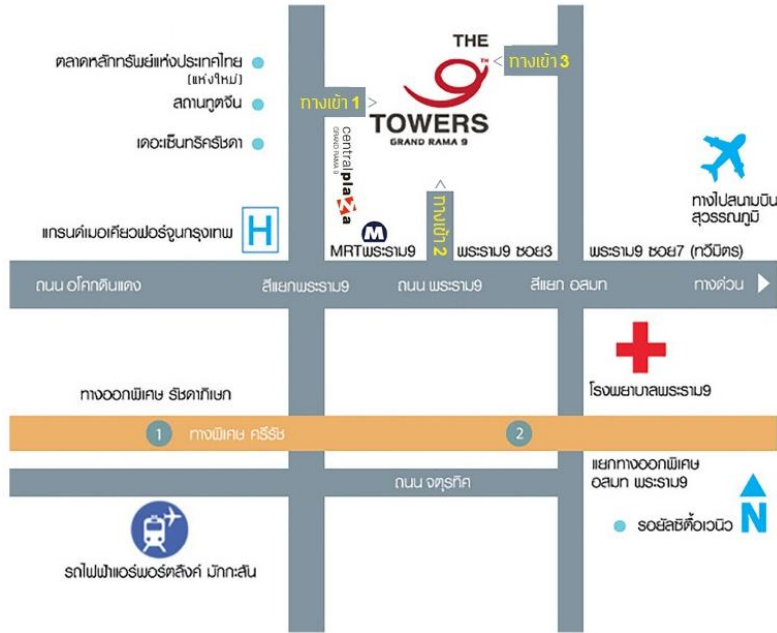 THE
9 TM
TOWERS
GRAND RAMA 9
ทางเข้า 3
ตลาดหลักทรัพย์แห่งประเทศไทย
(แห่งใหม่)
สถานทูตจีน
ทางเข้า 1
เดอะเซ็นทริครัชดา
centralplaza
GRAND RAMA 9
ทางไปสนามบิน
สุวรรณภูมิ
แกรนด์เมอเคียวฟอร์จูนกรุงเทพ
H
M
MRTพระราม9
ทางเข้า 2
พระราม9 ซอย3
พระราม9 ซอย7 (ทวีมิตร)
ถนน อโศกดินแดง
สี่แยกพระราม9
ถนน พระราม9
สี่แยก อสมท
ทางด่วน
โรงพยาบาลพระราม9
ทางออกพิเศษ รัชดาภิเษก
1
ทางพิเศษ ศรีรัช
2
ถนน จตุรทิศ
แยกทางออกพิเศษ
อสมท พระราม9
รอยัลซิตี้อเวนิว
N
รถไฟฟ้าแอร์พอร์ตลิงค์ มักกะสัน